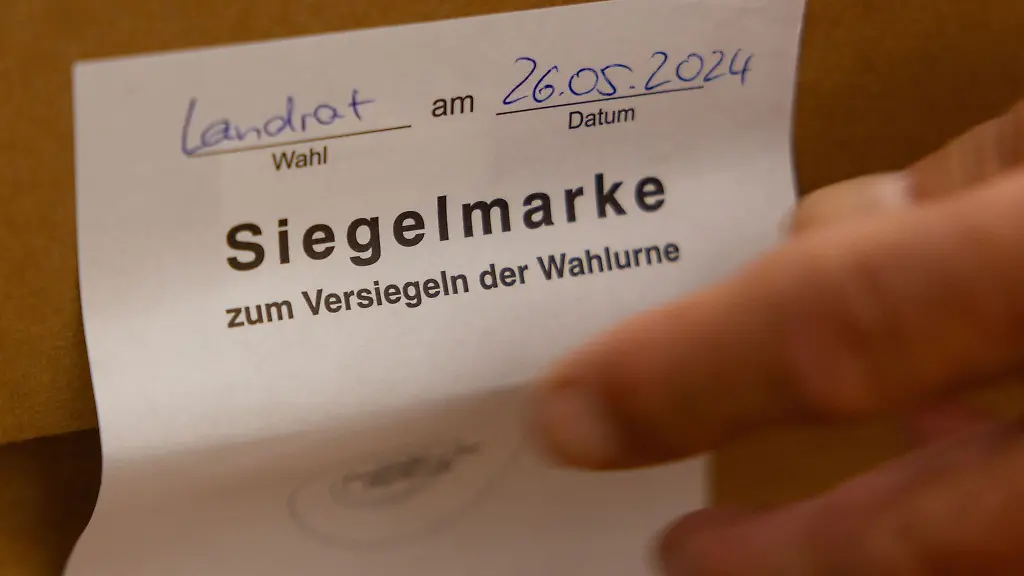 Landrat am 26.05.2024
Wahl Datum
Siegelmarke
zum Versiegeln der Wahlurne